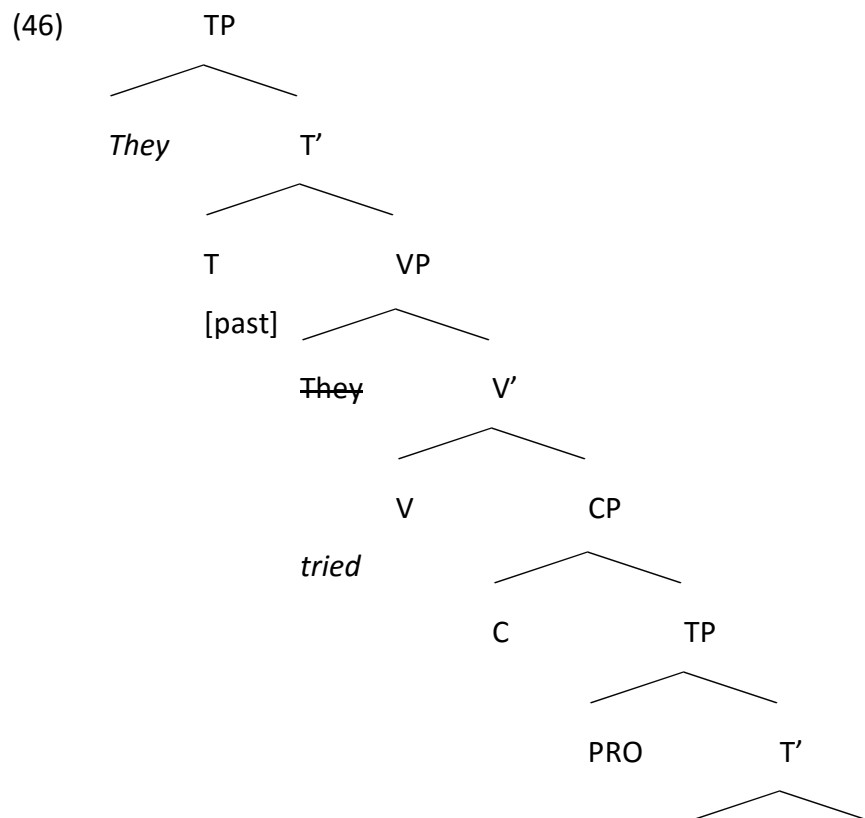 (46) TP
They T’
T VP
[past]
They V’
V CP
tried
C TP
PRO T’